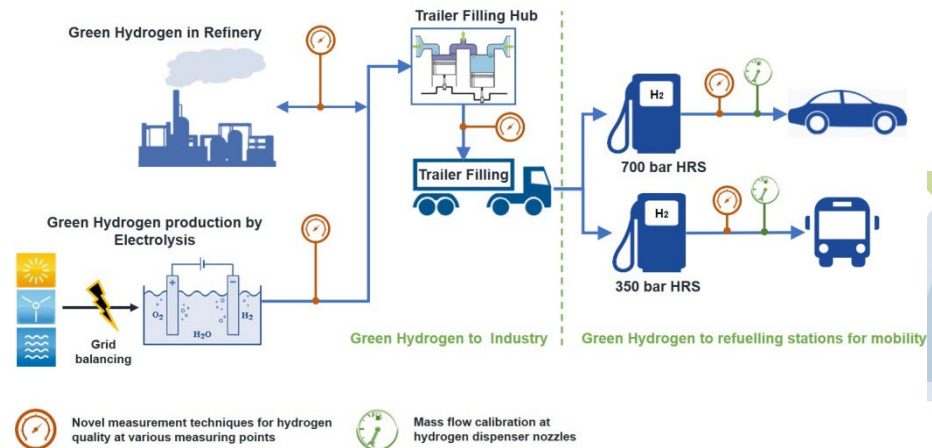 Trailer Filling Hub
Green Hydrogen in Refinery
H₂
700 bar HRS
Trailer Filling
Green Hydrogen production by
Electrolysis
H₂
350 bar HRS
+
−
O₂
H₂
H₂O
Grid
balancing
Green Hydrogen to Industry
Green Hydrogen to refuelling stations for mobility
Novel measurement techniques for hydrogen
quality at various measuring points
Mass flow calibration at
hydrogen dispenser nozzles